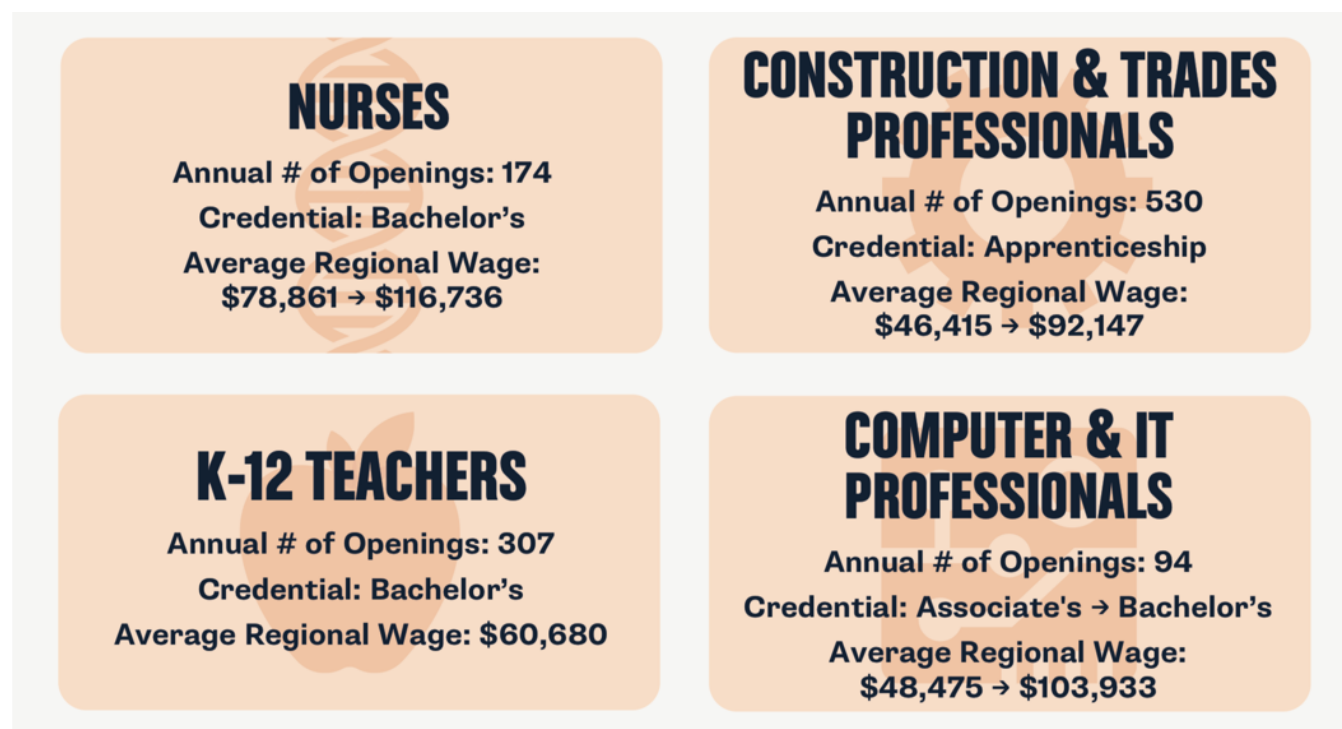 NURSES
Annual # of Openings: 174
Credential: Bachelor’s
Average Regional Wage:
$78,861 → $116,736
CONSTRUCTION & TRADES
PROFESSIONALS
Annual # of Openings: 530
Credential: Apprenticeship
Average Regional Wage:
$46,415 → $92,147
K-12 TEACHERS
Annual # of Openings: 307
Credential: Bachelor’s
Average Regional Wage: $60,680
COMPUTER & IT
PROFESSIONALS
Annual # of Openings: 94
Credential: Associate's → Bachelor’s
Average Regional Wage:
$48,475 → $103,933